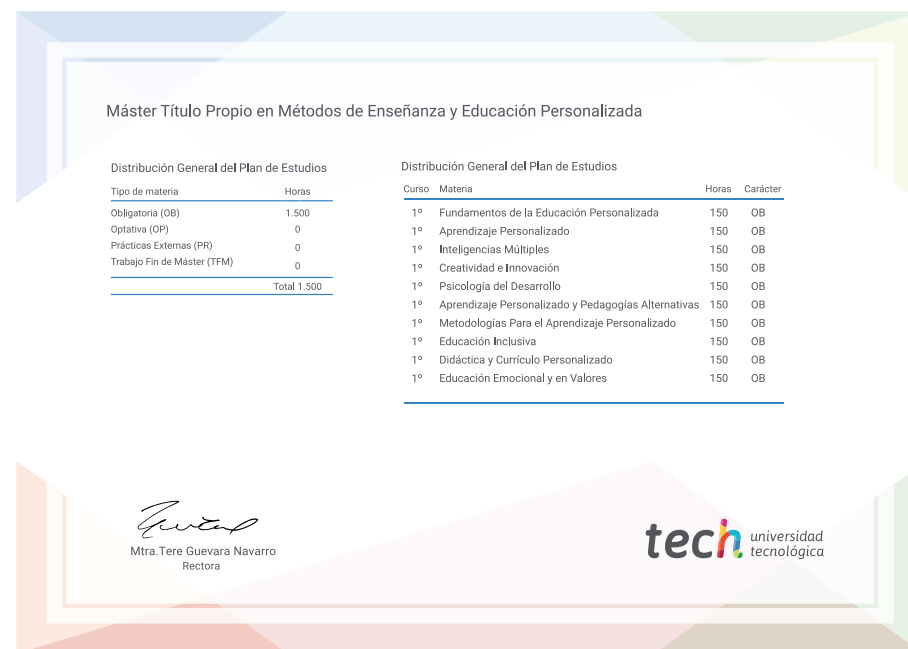 Máster Título Propio en Métodos de Enseñanza y Educación Personalizada
Distribución General del Plan de Estudios
Tipo de materia Horas
Obligatoria (OB) 1.500
Optativa (OP) 0
Prácticas Externas (PR) 0
Trabajo Fin de Máster (TFM) 0
Total 1.500
Distribución General del Plan de Estudios
Curso Materia Horas Carácter
1º Fundamentos de la Educación Personalizada 150 OB
1º Aprendizaje Personalizado 150 OB
1º Inteligencias Múltiples 150 OB
1º Creatividad e Innovación 150 OB
1º Psicología del Desarrollo 150 OB
1º Aprendizaje Personalizado y Pedagogías Alternativas 150 OB
1º Metodologías Para el Aprendizaje Personalizado 150 OB
1º Educación Inclusiva 150 OB
1º Didáctica y Currículo Personalizado 150 OB
1º Educación Emocional y en Valores 150 OB
Mtra.Tere Guevara Navarro
Rectora
tech universidad
tecnológica